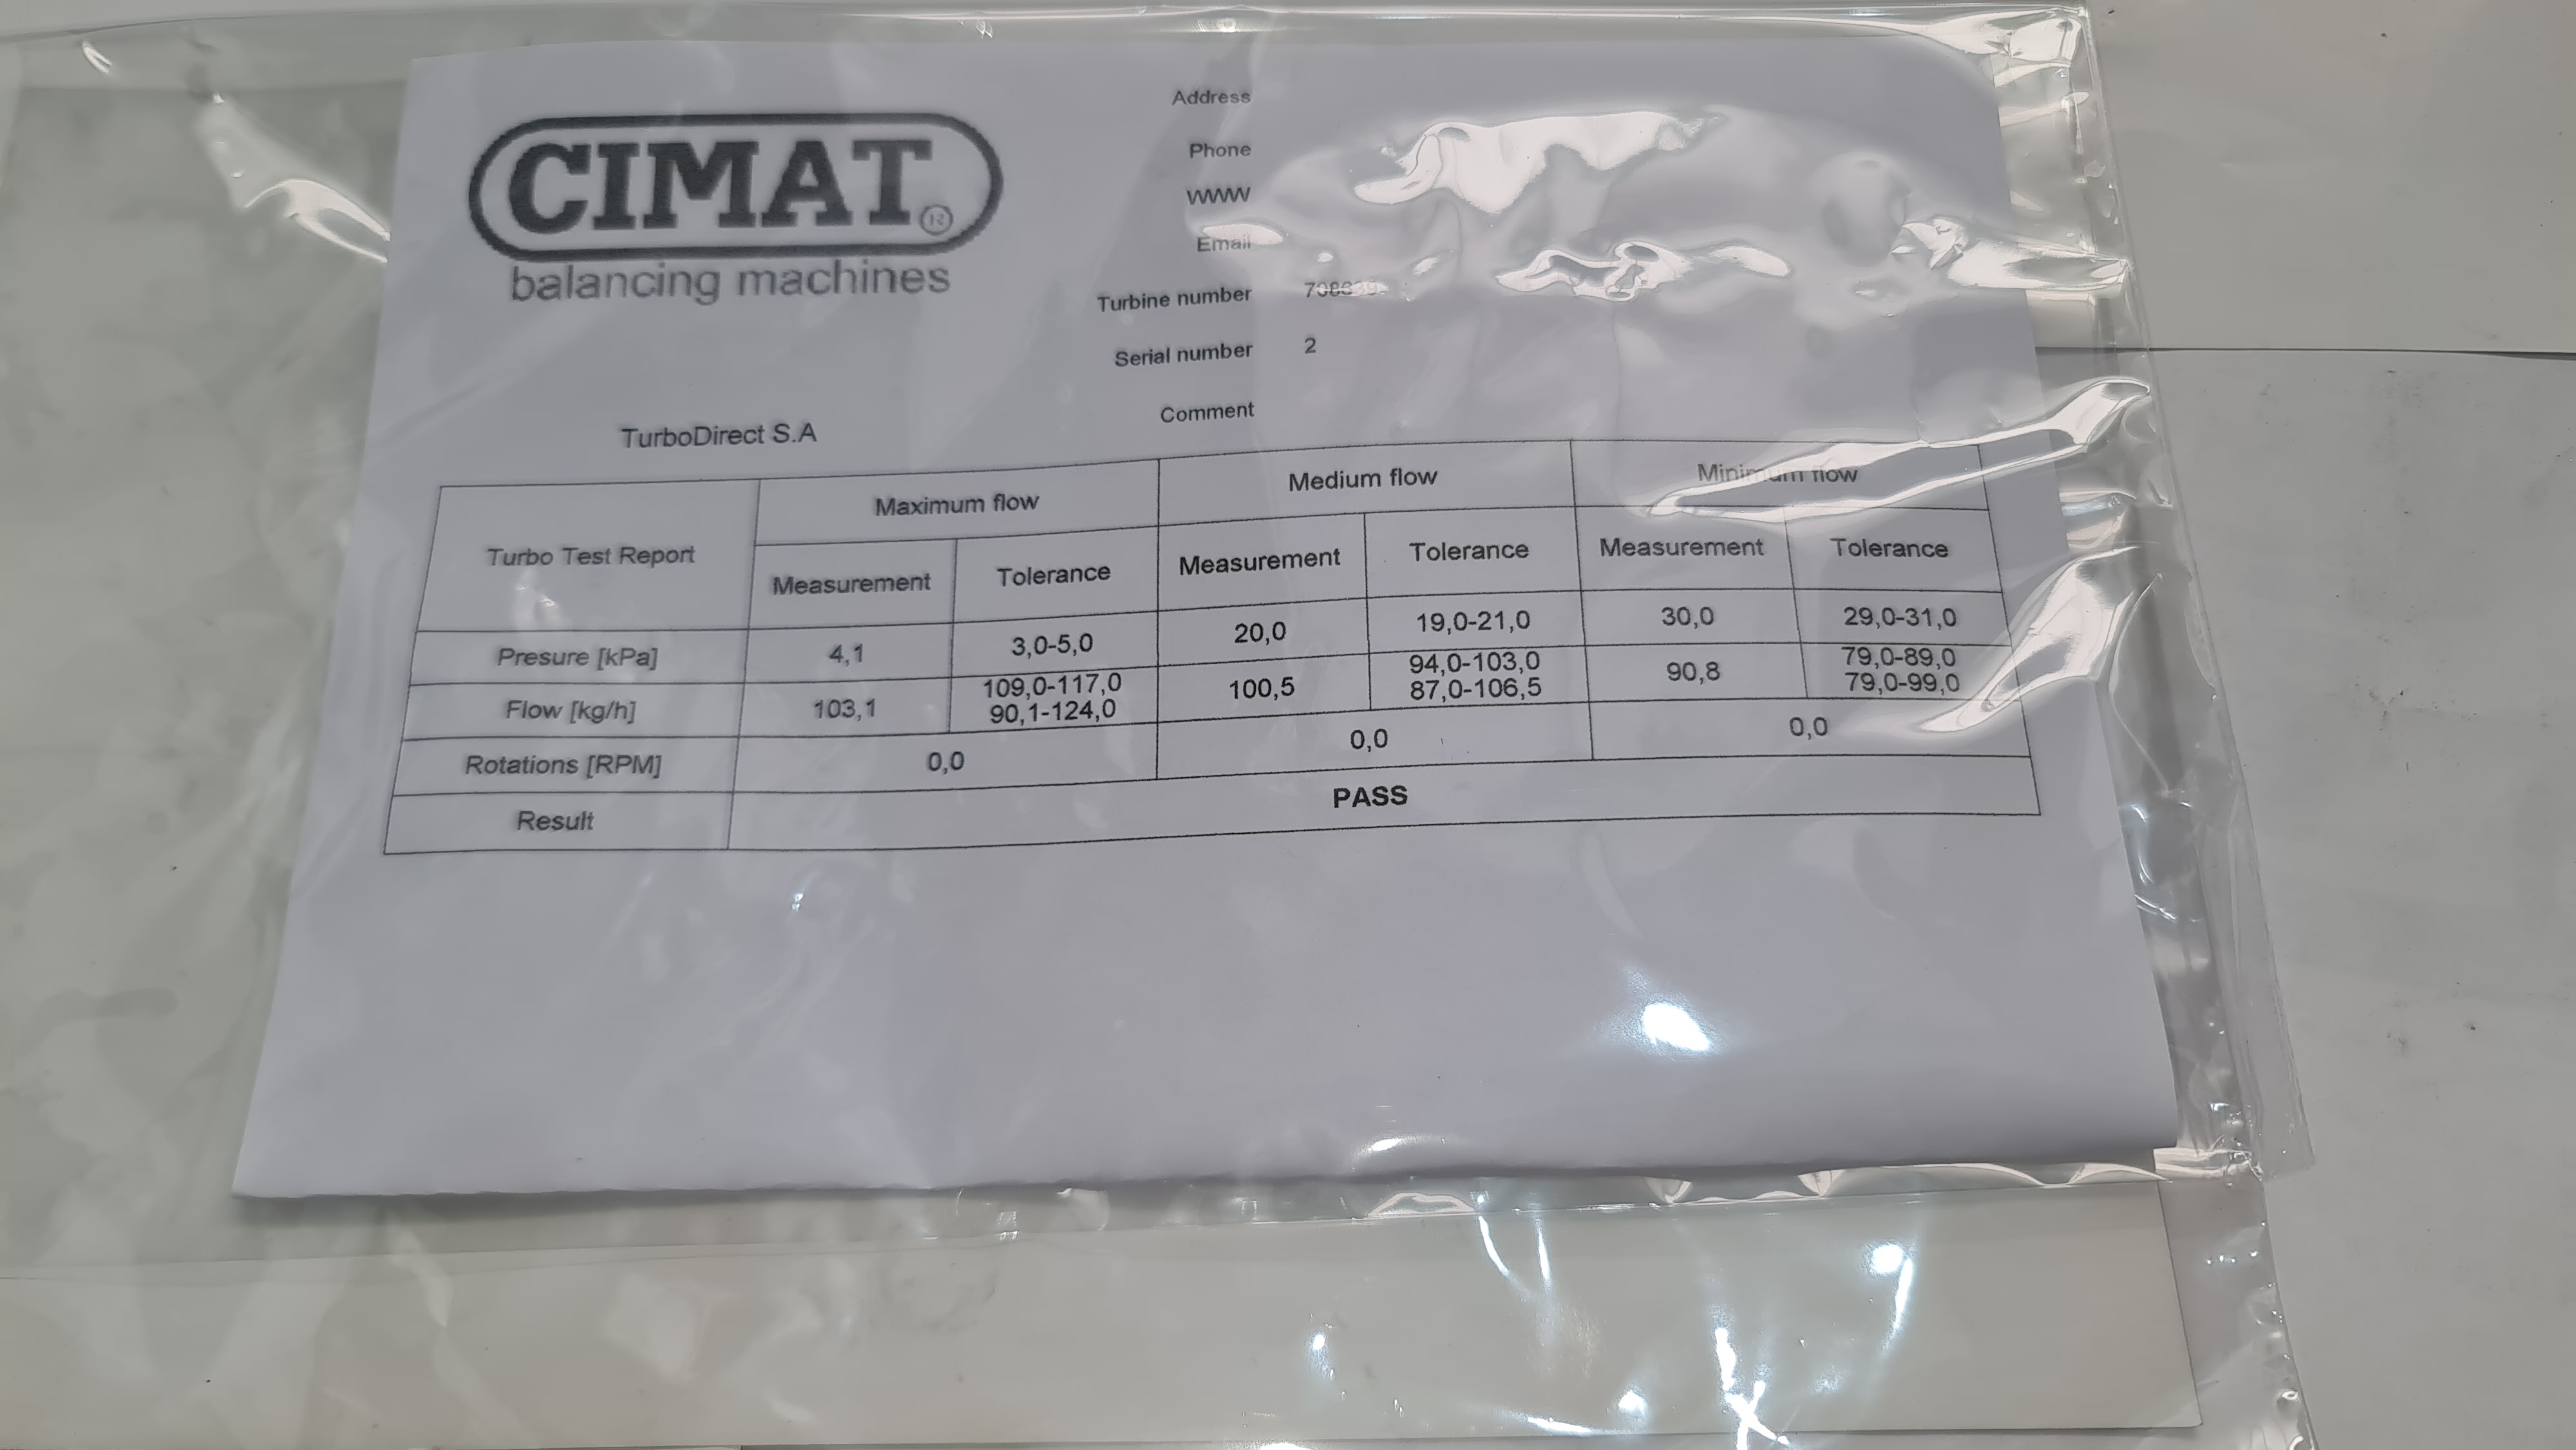 CIMAT®
balancing machines
Address
Phone
WWW
Email
Turbine number
Serial number 2
Comment
TurboDirect S.A
Turbo Test Report Maximum flow Medium flow Minimum flow
Measurement Tolerance Measurement Tolerance Measurement Tolerance
Presure [kPa] 4,1 3,0-5,0 20,0 19,0-21,0 30,0 29,0-31,0
Flow [kg/h] 103,1 109,0-117,0 100,5 94,0-103,0 90,8 79,0-89,0
90,1-124,0 87,0-106,5 79,0-99,0
Rotations [RPM] 0,0 0,0 0,0
Result PASS